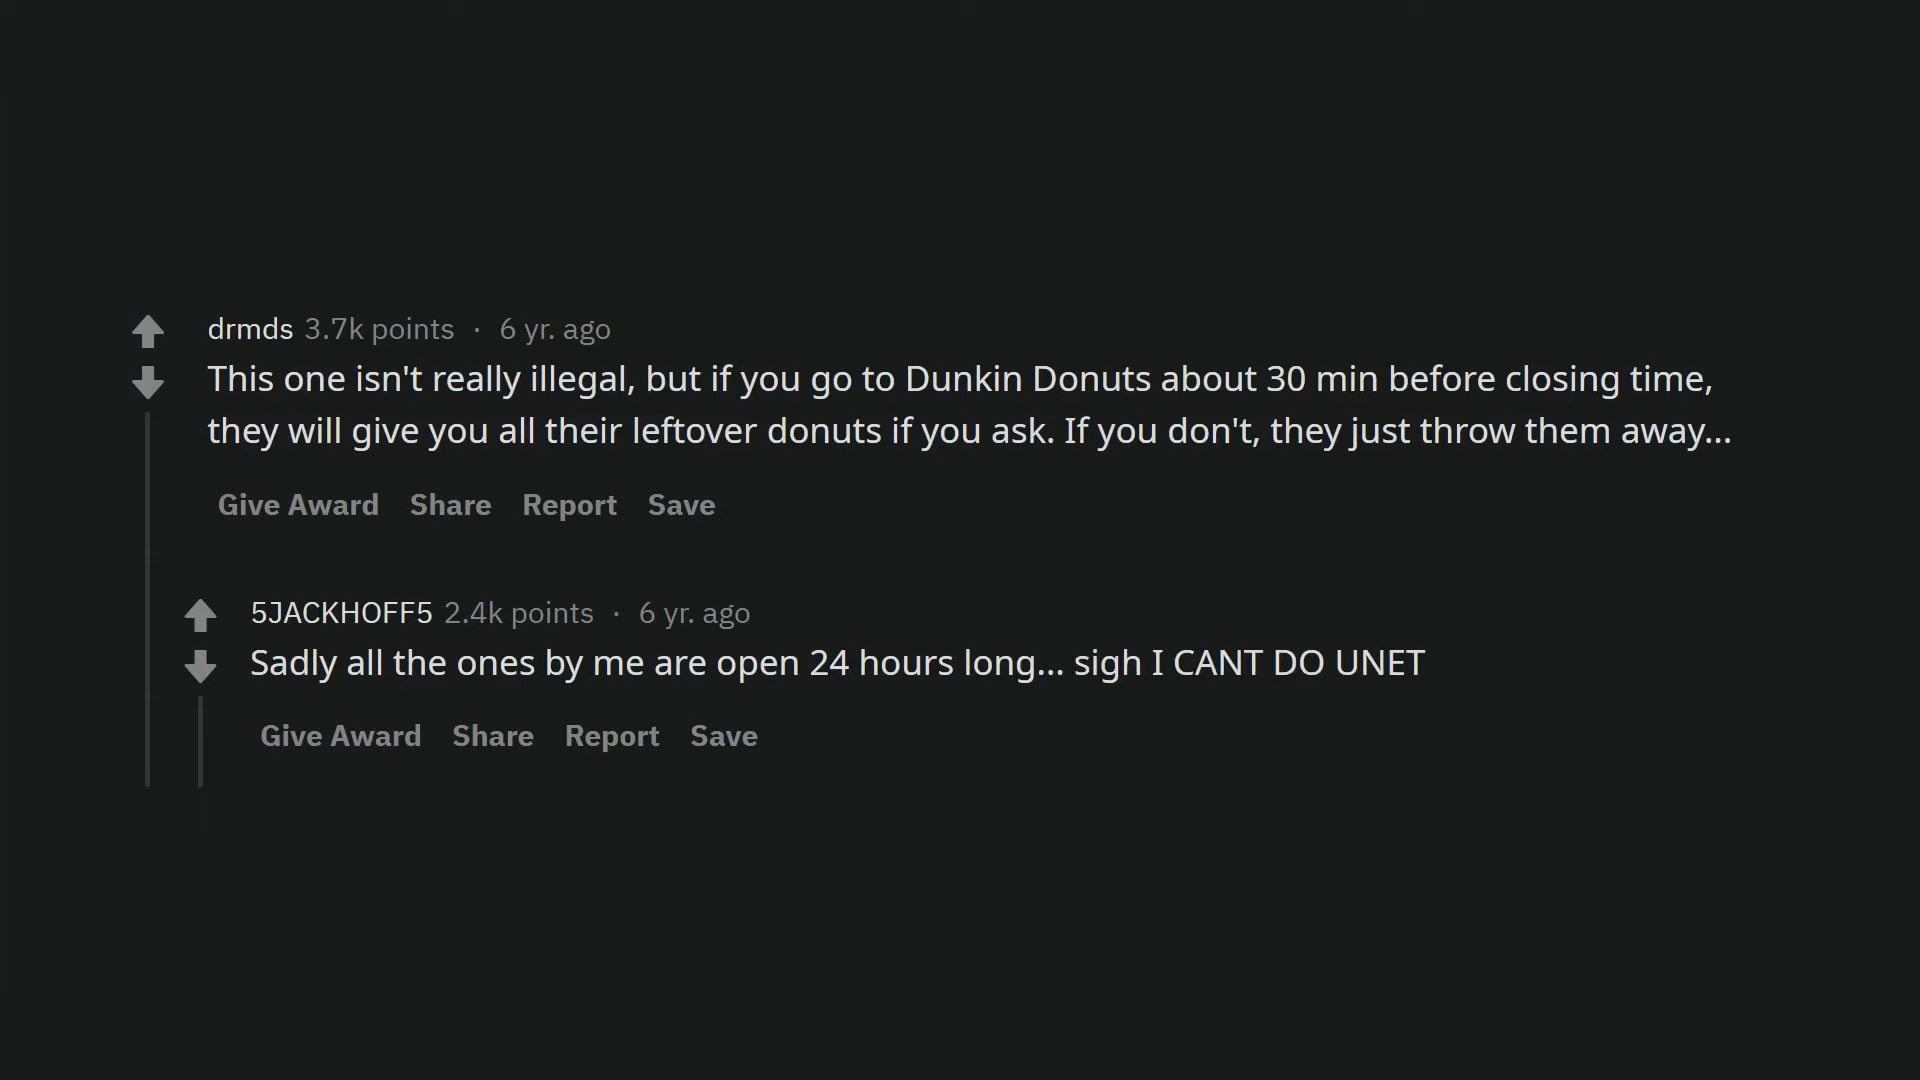 drmds 3.7k points · 6 yr. ago
This one isn't really illegal, but if you go to Dunkin Donuts about 30 min before closing time,
they will give you all their leftover donuts if you ask. If you don't, they just throw them away...
Give Award Share Report Save
5JACKHOFF5 2.4k points · 6 yr. ago
Sadly all the ones by me are open 24 hours long... sigh I CANT DO UNET
Give Award Share Report Save